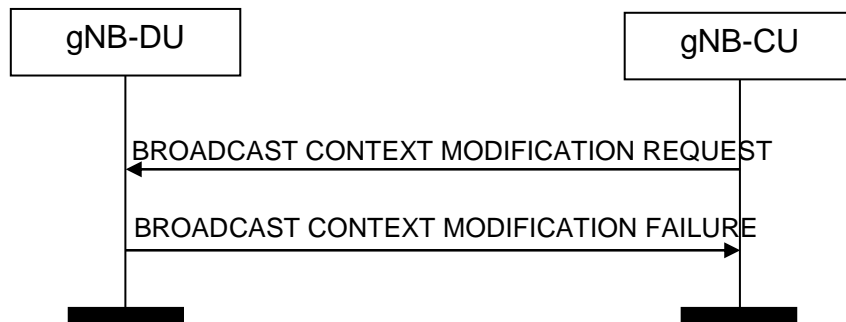 gNB-DU
gNB-CU
BROADCAST CONTEXT MODIFICATION REQUEST
BROADCAST CONTEXT MODIFICATION FAILURE